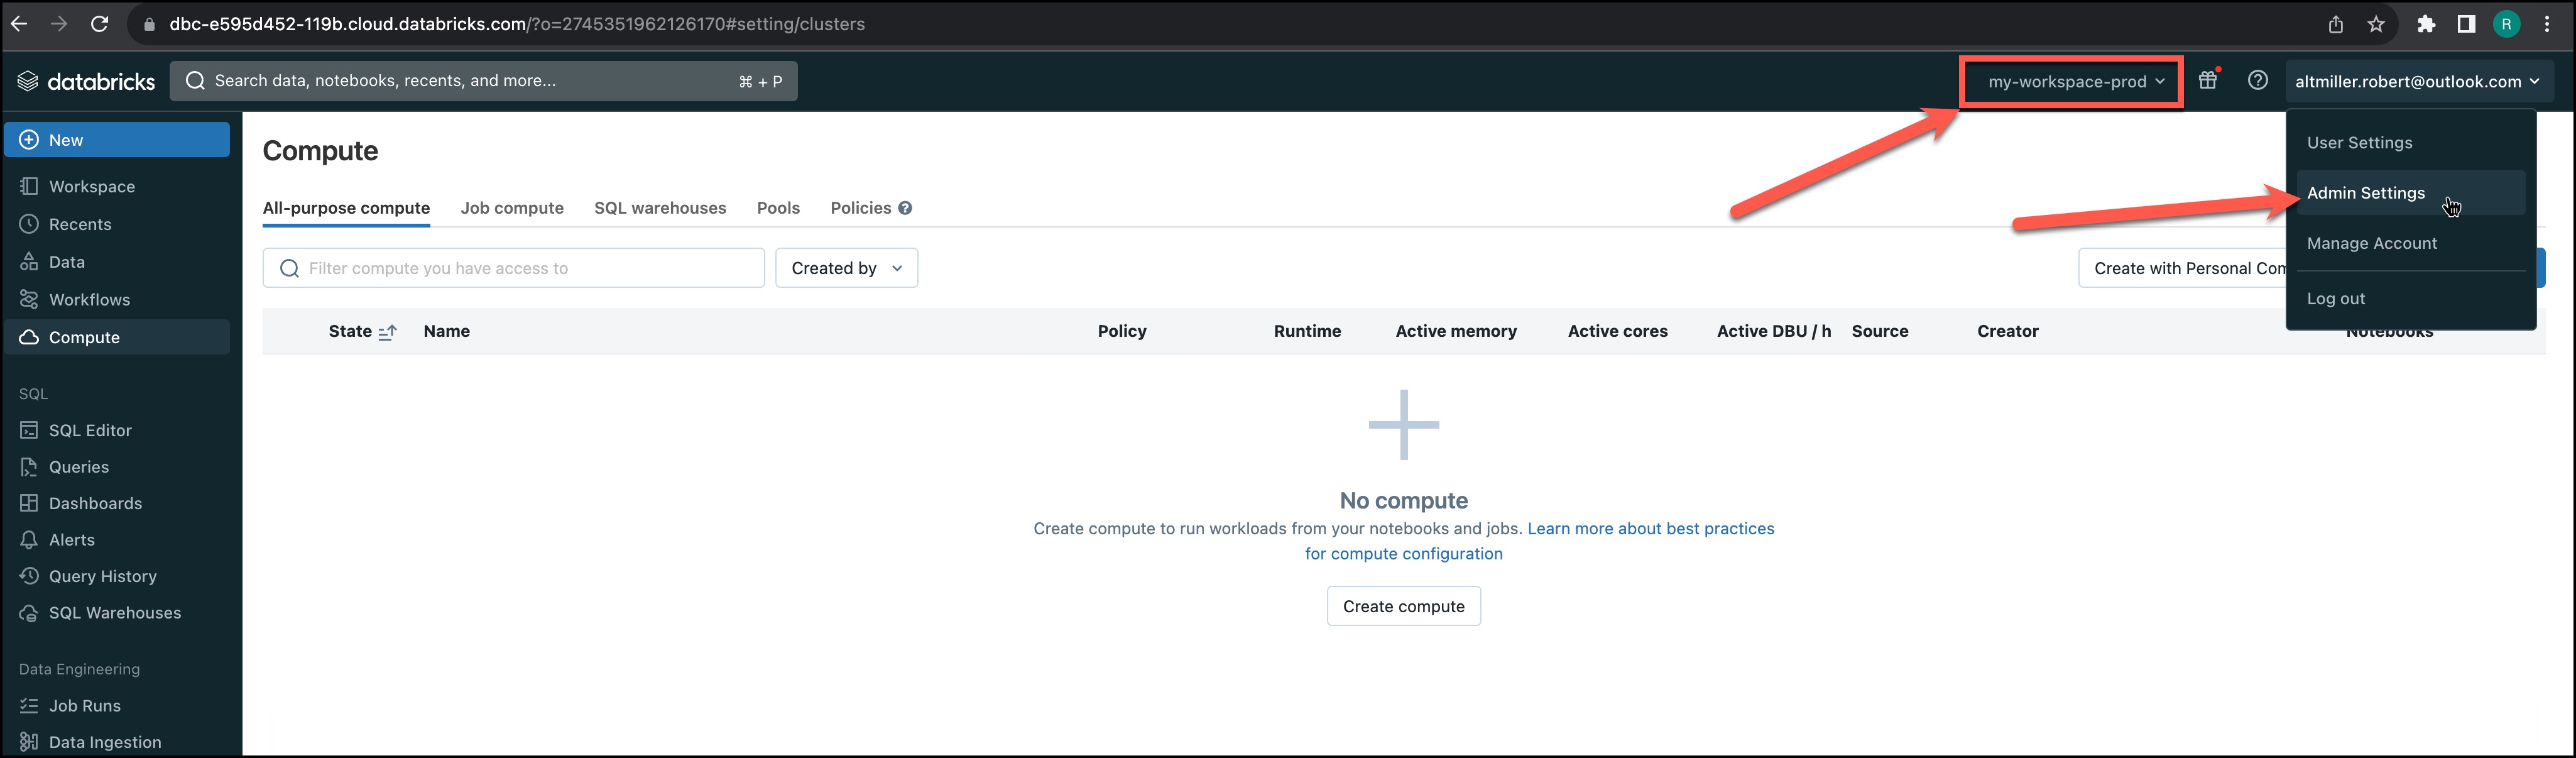 dbc-e595d452-119b.cloud.databricks.com/?o=2745351962126170#setting/clusters
R
databricks
Search data, notebooks, recents, and more...
⌘ + P
my-workspace-prod
altmiller.robert@outlook.com
New
Workspace
Recents
Data
Workflows
Compute
SQL
SQL Editor
Queries
Dashboards
Alerts
Query History
SQL Warehouses
Data Engineering
Job Runs
Data Ingestion
Compute
All-purpose compute Job compute SQL warehouses Pools Policies
Filter compute you have access to
Created by
Create with Personal Com
User Settings
Admin Settings
Manage Account
Log out
State Name Policy Runtime Active memory Active cores Active DBU / h Source Creator Notebooks
No compute
Create compute to run workloads from your notebooks and jobs. Learn more about best practices
for compute configuration
Create compute